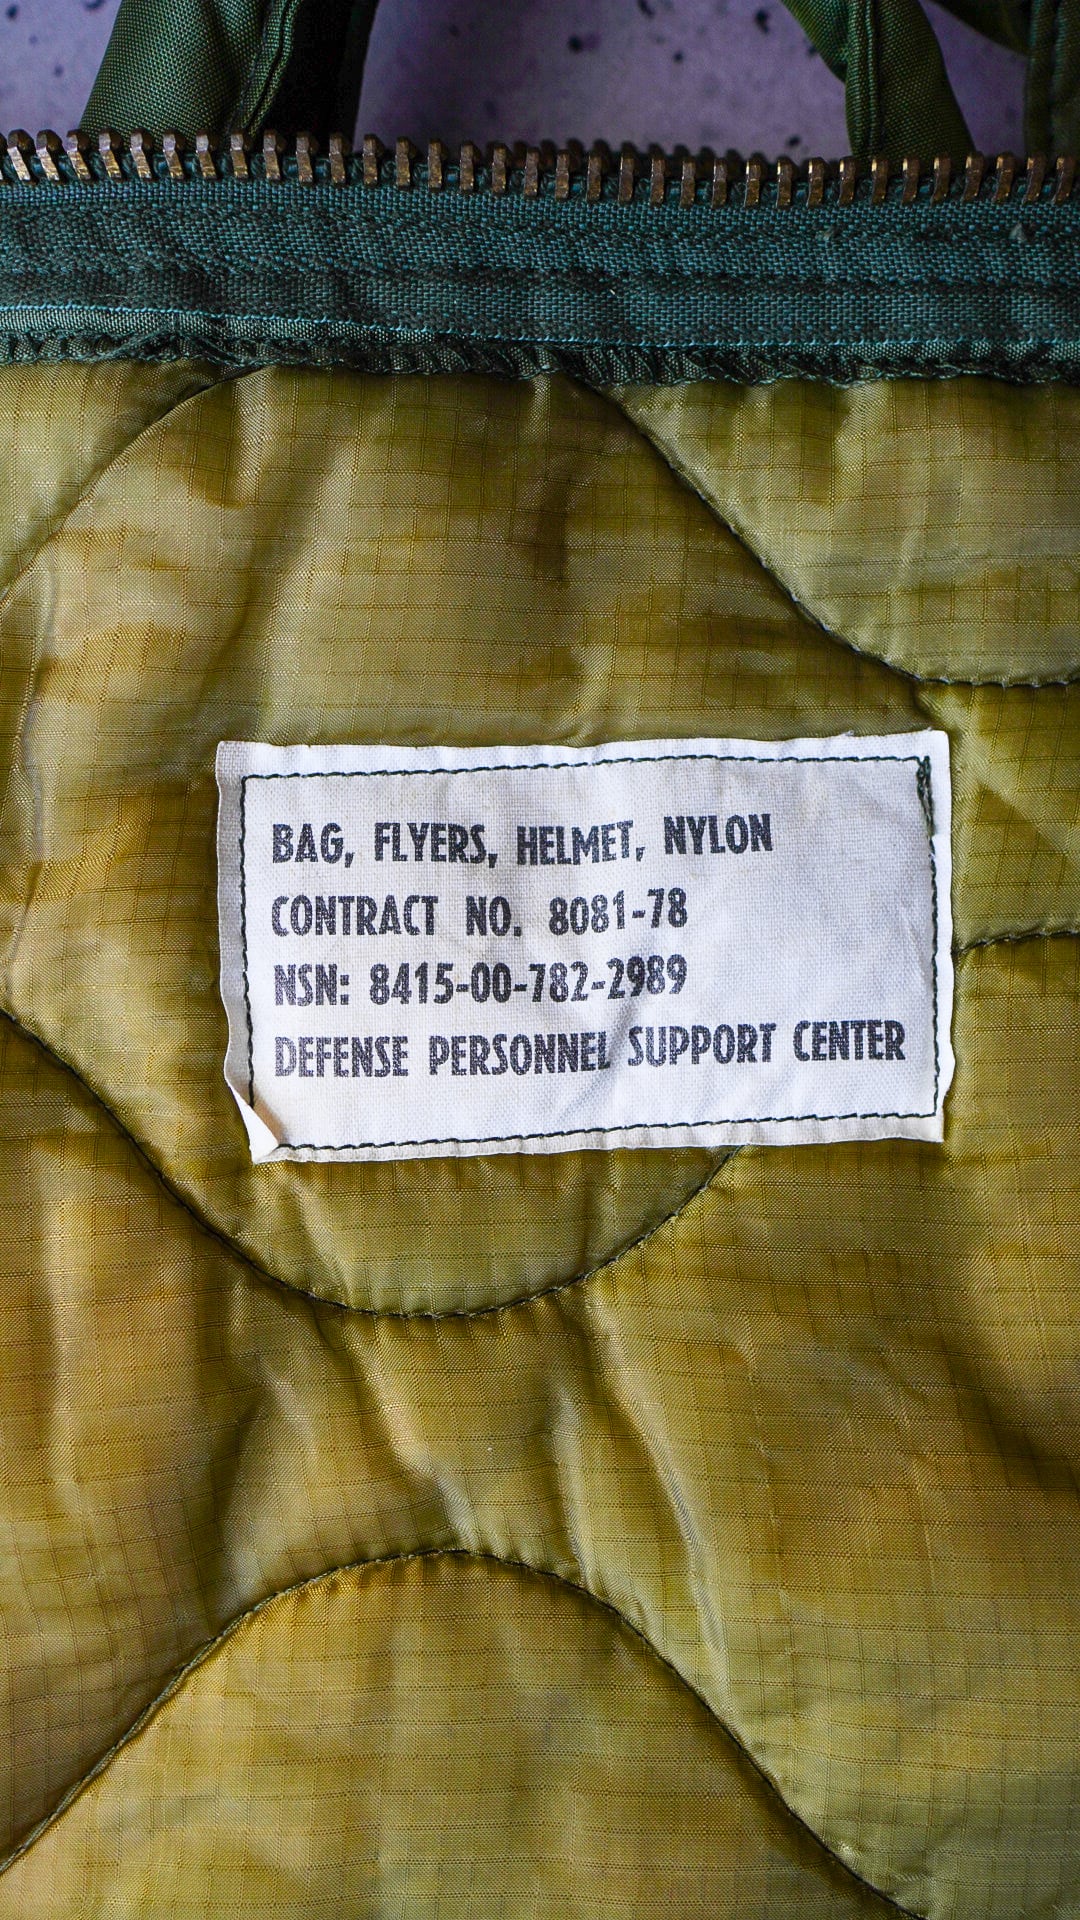 BAG, FLYERS, HELMET, NYLON
CONTRACT NO. 8081-78
NSN: 8415-00-782-2989
DEFENSE PERSONNEL SUPPORT CENTER